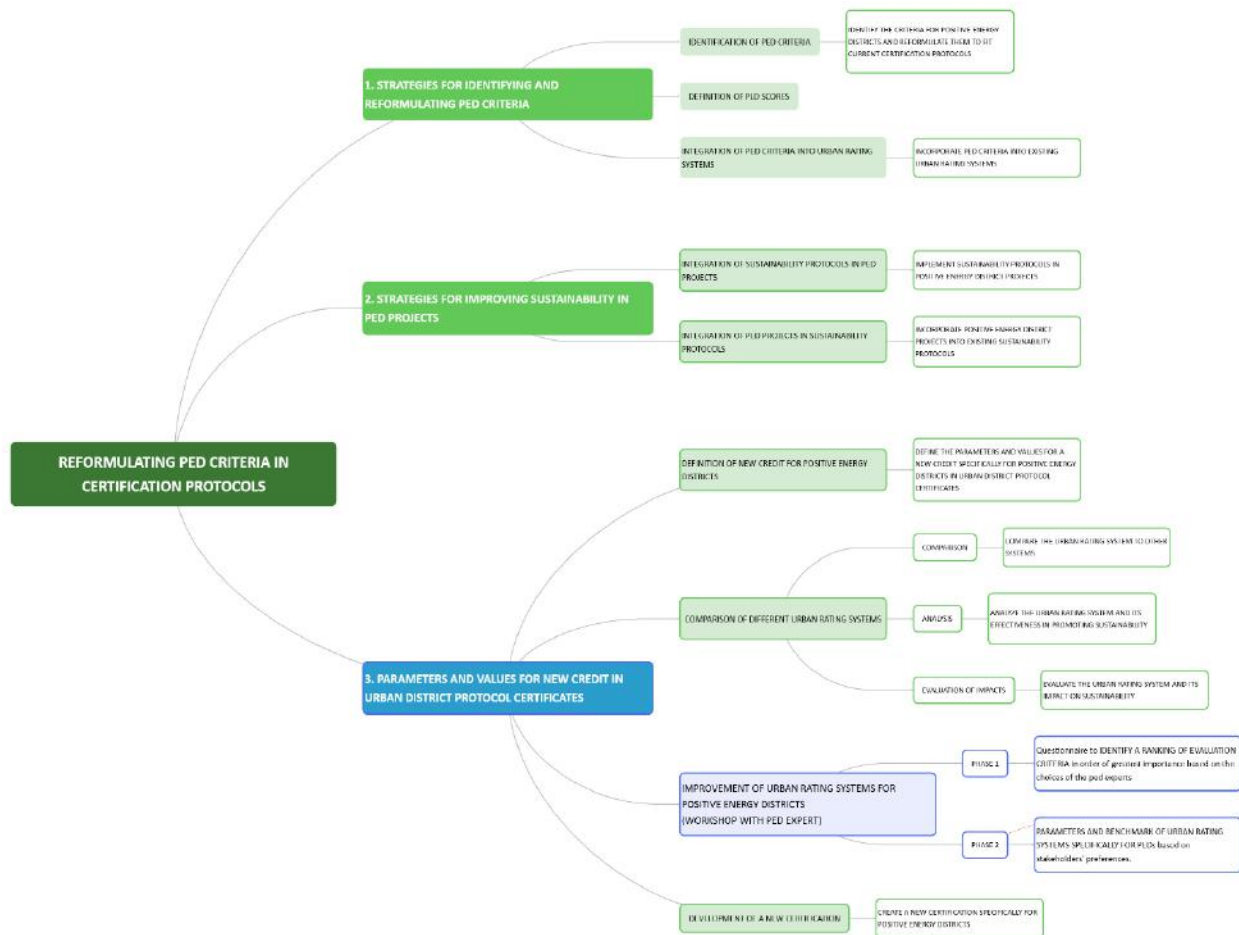 REFORMULATING PED CRITERIA IN
CERTIFICATION PROTOCOLS
1. STRATEGIES FOR IDENTIFYING AND
REFORMULATING PED CRITERIA
IDENTIFICATION OF PED CRITERIA
IDENTIFY THE CRITERIA FOR POSITIVE ENERGY
DISTRICTS AND REFORMULATE THEM TO FIT
CURRENT CERTIFICATION PROTOCOLS
DEFINITION OF PED SCORES
INTEGRATION OF PED CRITERIA INTO URBAN RATING
SYSTEMS
INCORPORATE PED CRITERIA INTO EXISTING
URBAN RATING SYSTEMS
2. STRATEGIES FOR IMPROVING SUSTAINABILITY IN
PED PROJECTS
INTEGRATION OF SUSTAINABILITY PROTOCOLS IN PED
PROJECTS
IMPLEMENT SUSTAINABILITY PROTOCOLS IN
POSITIVE ENERGY DISTRICT PROJECTS
INTEGRATION OF PED PROJECTS IN SUSTAINABILITY
PROTOCOLS
INCORPORATE POSITIVE ENERGY DISTRICT
PROJECTS INTO EXISTING SUSTAINABILITY
PROTOCOLS
3. PARAMETERS AND VALUES FOR NEW CREDIT IN
URBAN DISTRICT PROTOCOL CERTIFICATES
DEFINITION OF NEW CREDIT FOR POSITIVE ENERGY
DISTRICTS
DEFINE THE PARAMETERS AND VALUES FOR A
NEW CREDIT SPECIFICALLY FOR POSITIVE ENERGY
DISTRICTS IN URBAN DISTRICT PROTOCOL
CERTIFICATES
COMPARISON OF DIFFERENT URBAN RATING SYSTEMS
COMPARISON
COMPARE THE URBAN RATING SYSTEM TO OTHER
SYSTEMS
ANALYSIS
ANALYZE THE URBAN RATING SYSTEM AND ITS
EFFECTIVENESS IN PROMOTING SUSTAINABILITY
EVALUATION OF IMPACTS
EVALUATE THE URBAN RATING SYSTEM AND ITS
IMPACT ON SUSTAINABILITY
IMPROVEMENT OF URBAN RATING SYSTEMS FOR
POSITIVE ENERGY DISTRICTS
(WORKSHOP WITH PED EXPERT)
PHASE 1
Questionnaire to IDENTIFY A RANKING OF EVALUATION
CRITERIA in order of greatest importance based on the
choices of the ped experts
PHASE 2
PARAMETERS AND BENCHMARK OF URBAN RATING
SYSTEMS SPECIFICALLY FOR PEDs based on
stakeholders' preferences.
DEVELOPMENT OF A NEW CERTIFICATION
CREATE A NEW CERTIFICATION SPECIFICALLY FOR
POSITIVE ENERGY DISTRICTS